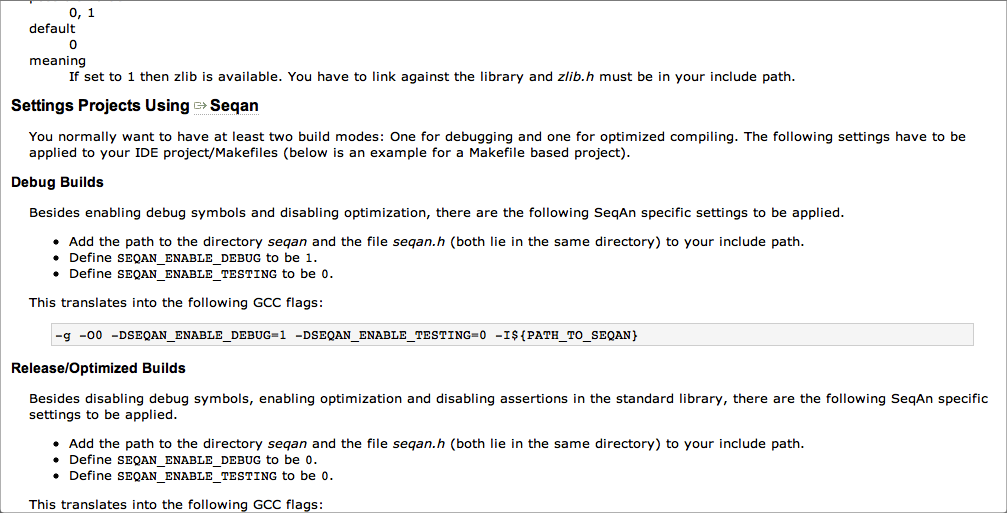 0, 1
default
0
meaning
If set to 1 then zlib is available. You have to link against the library and zlib.h must be in your include path.
Settings Projects Using Seqan
You normally want to have at least two build modes: One for debugging and one for optimized compiling. The following settings have to be
applied to your IDE project/Makefiles (below is an example for a Makefile based project).
Debug Builds
Besides enabling debug symbols and disabling optimization, there are the following SeqAn specific settings to be applied.
• Add the path to the directory seqan and the file seqan.h (both lie in the same directory) to your include path.
• Define SEQAN_ENABLE_DEBUG to be 1.
• Define SEQAN_ENABLE_TESTING to be 0.
This translates into the following GCC flags:
-g -O0 -DSEQAN_ENABLE_DEBUG=1 -DSEQAN_ENABLE_TESTING=0 -I${PATH_TO_SEQAN}
Release/Optimized Builds
Besides disabling debug symbols, enabling optimization and disabling assertions in the standard library, there are the following SeqAn specific
settings to be applied.
• Add the path to the directory seqan and the file seqan.h (both lie in the same directory) to your include path.
• Define SEQAN_ENABLE_DEBUG to be 0.
• Define SEQAN_ENABLE_TESTING to be 0.
This translates into the following GCC flags: